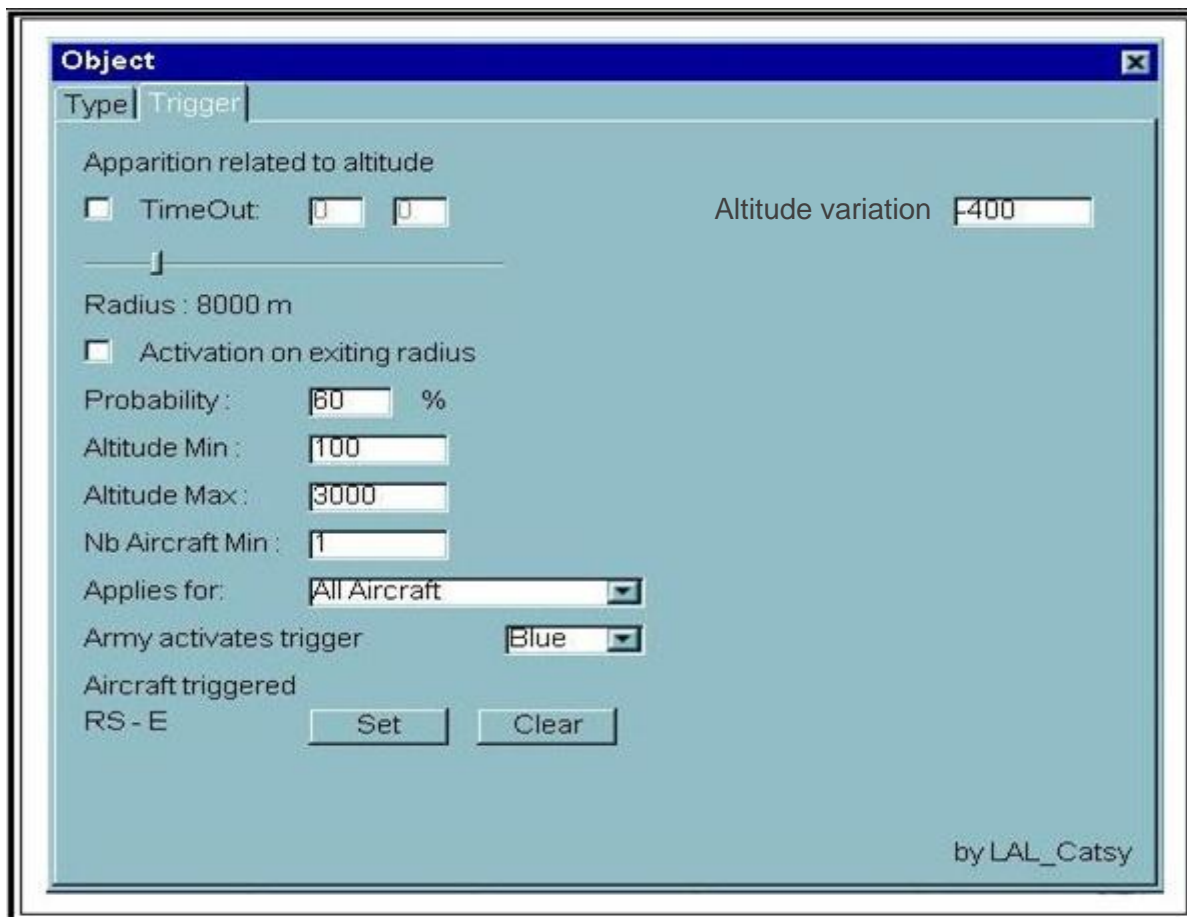 Object
Type Trigger
Apparition related to altitude
TimeOut: 0 0 Altitude variation -400
Radius : 8000 m
Activation on exiting radius
Probability : 60 %
Altitude Min : 100
Altitude Max : 3000
Nb Aircraft Min : 1
Applies for: All Aircraft
Army activates trigger Blue
Aircraft triggered
RS - E Set Clear
by LAL_Catsy